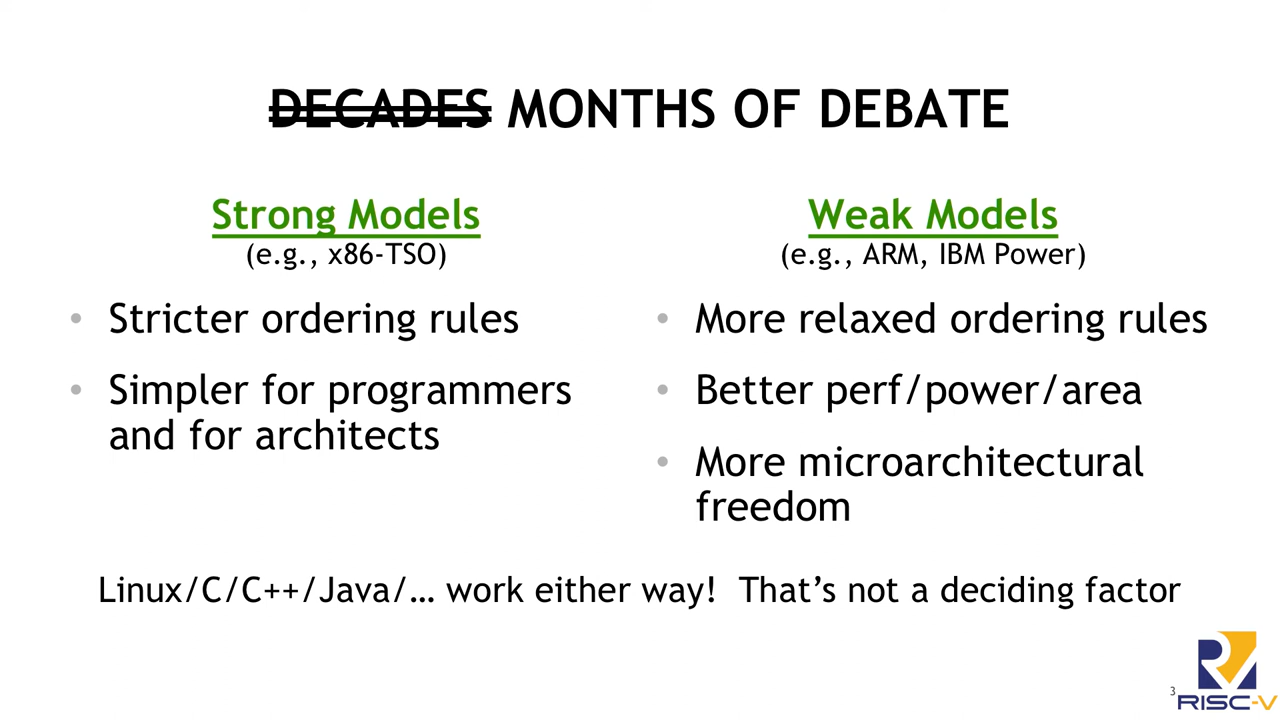 DECADES MONTHS OF DEBATE
Strong Models
(e.g., x86-TSO)
• Stricter ordering rules
• Simpler for programmers
and for architects
Weak Models
(e.g., ARM, IBM Power)
• More relaxed ordering rules
• Better perf/power/area
• More microarchitectural
freedom
Linux/C/C++/Java/… work either way!  That’s not a deciding factor
3
RISC-V